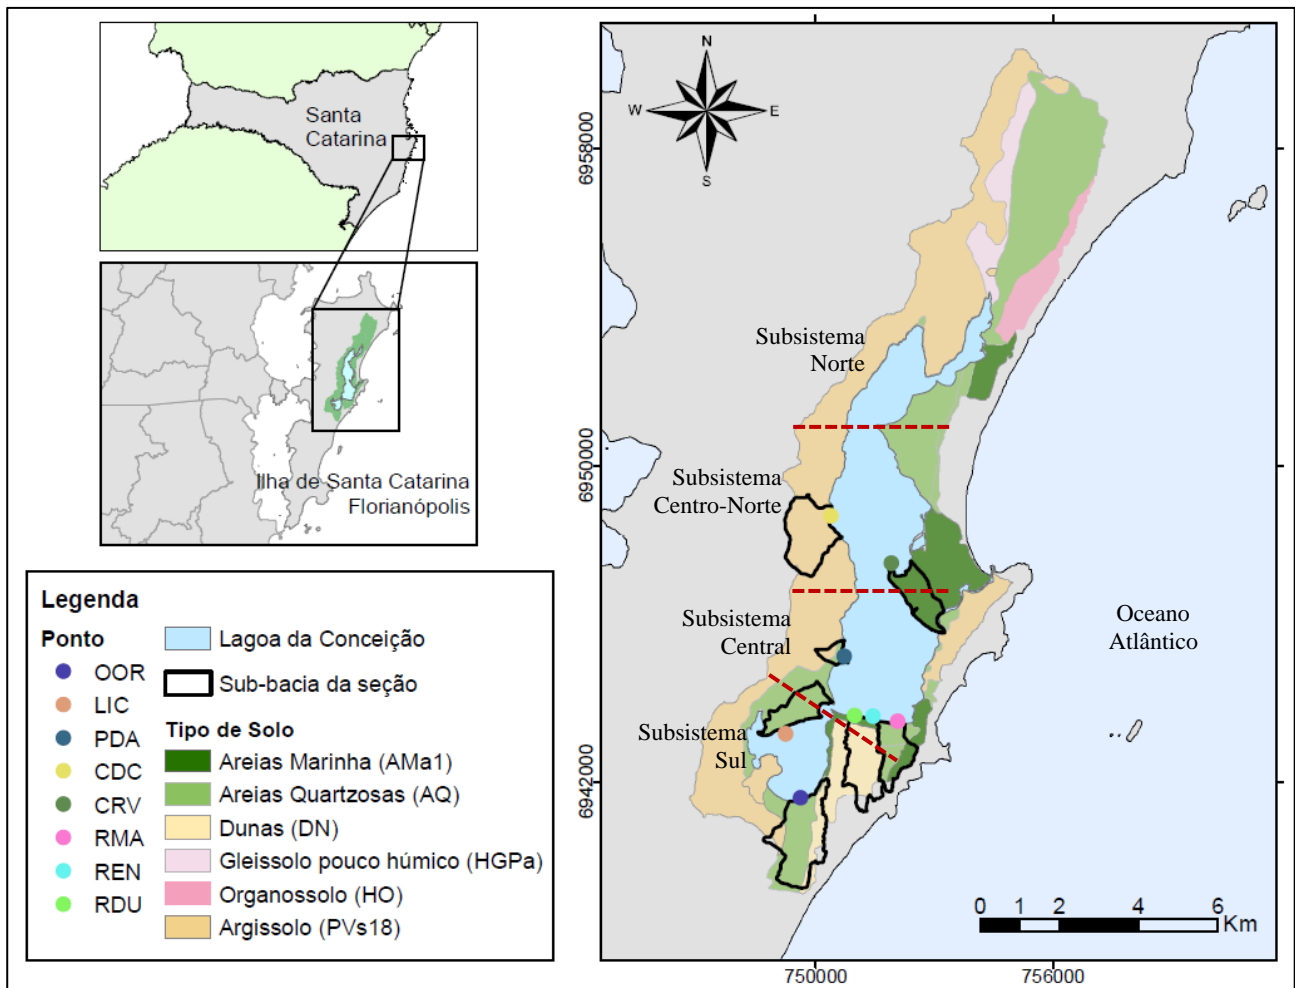 Santa
Catarina
Ilha de Santa Catarina
Florianópolis
Legenda
Ponto
OOR
LIC
PDA
CDC
CRV
RMA
REN
RDU
Lagoa da Conceição
Sub-bacia da seção
Tipo de Solo
Areias Marinha (AMa1)
Areias Quartzosas (AQ)
Dunas (DN)
Gleissolo pouco húmico (HGPa)
Organossolo (HO)
Argissolo (PVs18)
N
W
E
S
6958000
6950000
6942000
Subsistema
Norte
Subsistema
Centro-Norte
Subsistema
Central
Subsistema
Sul
Oceano
Atlântico
0 1 2 4 6
Km
750000
756000